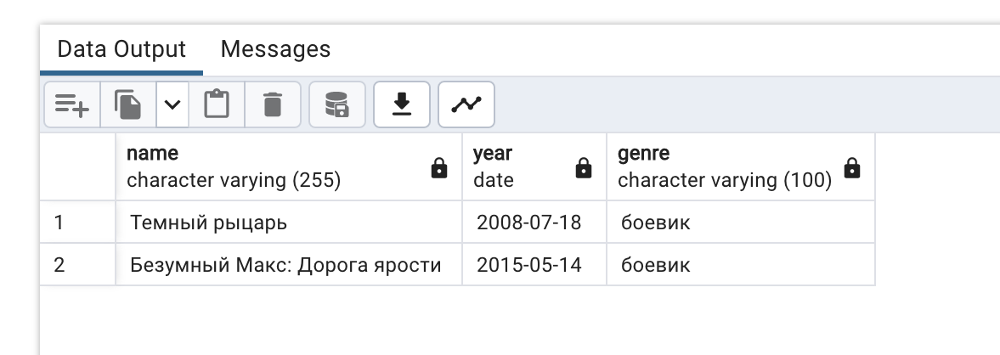 Data Output Messages
name year genre
character varying (255) date character varying (100)
1 Темный рыцарь 2008-07-18 боевик
2 Безумный Макс: Дорога ярости 2015-05-14 боевик